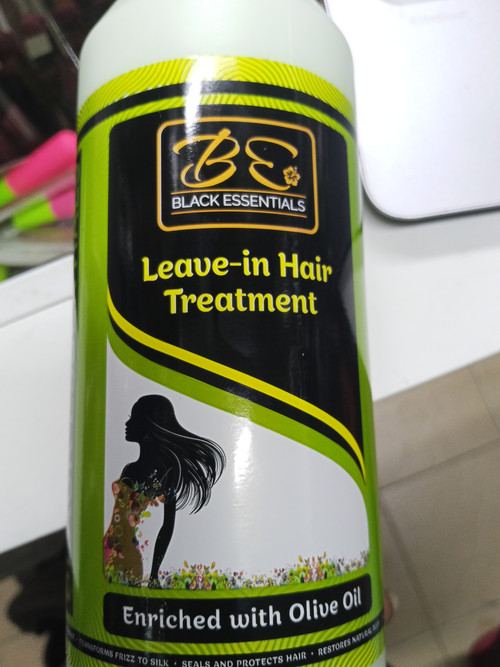 BE
BLACK ESSENTIALS
Leave-in Hair
Treatment
Enriched with Olive Oil
TRANSFORMS FRIZZ TO SILK • SEALS AND PROTECTS HAIR • RESTORES NATURAL